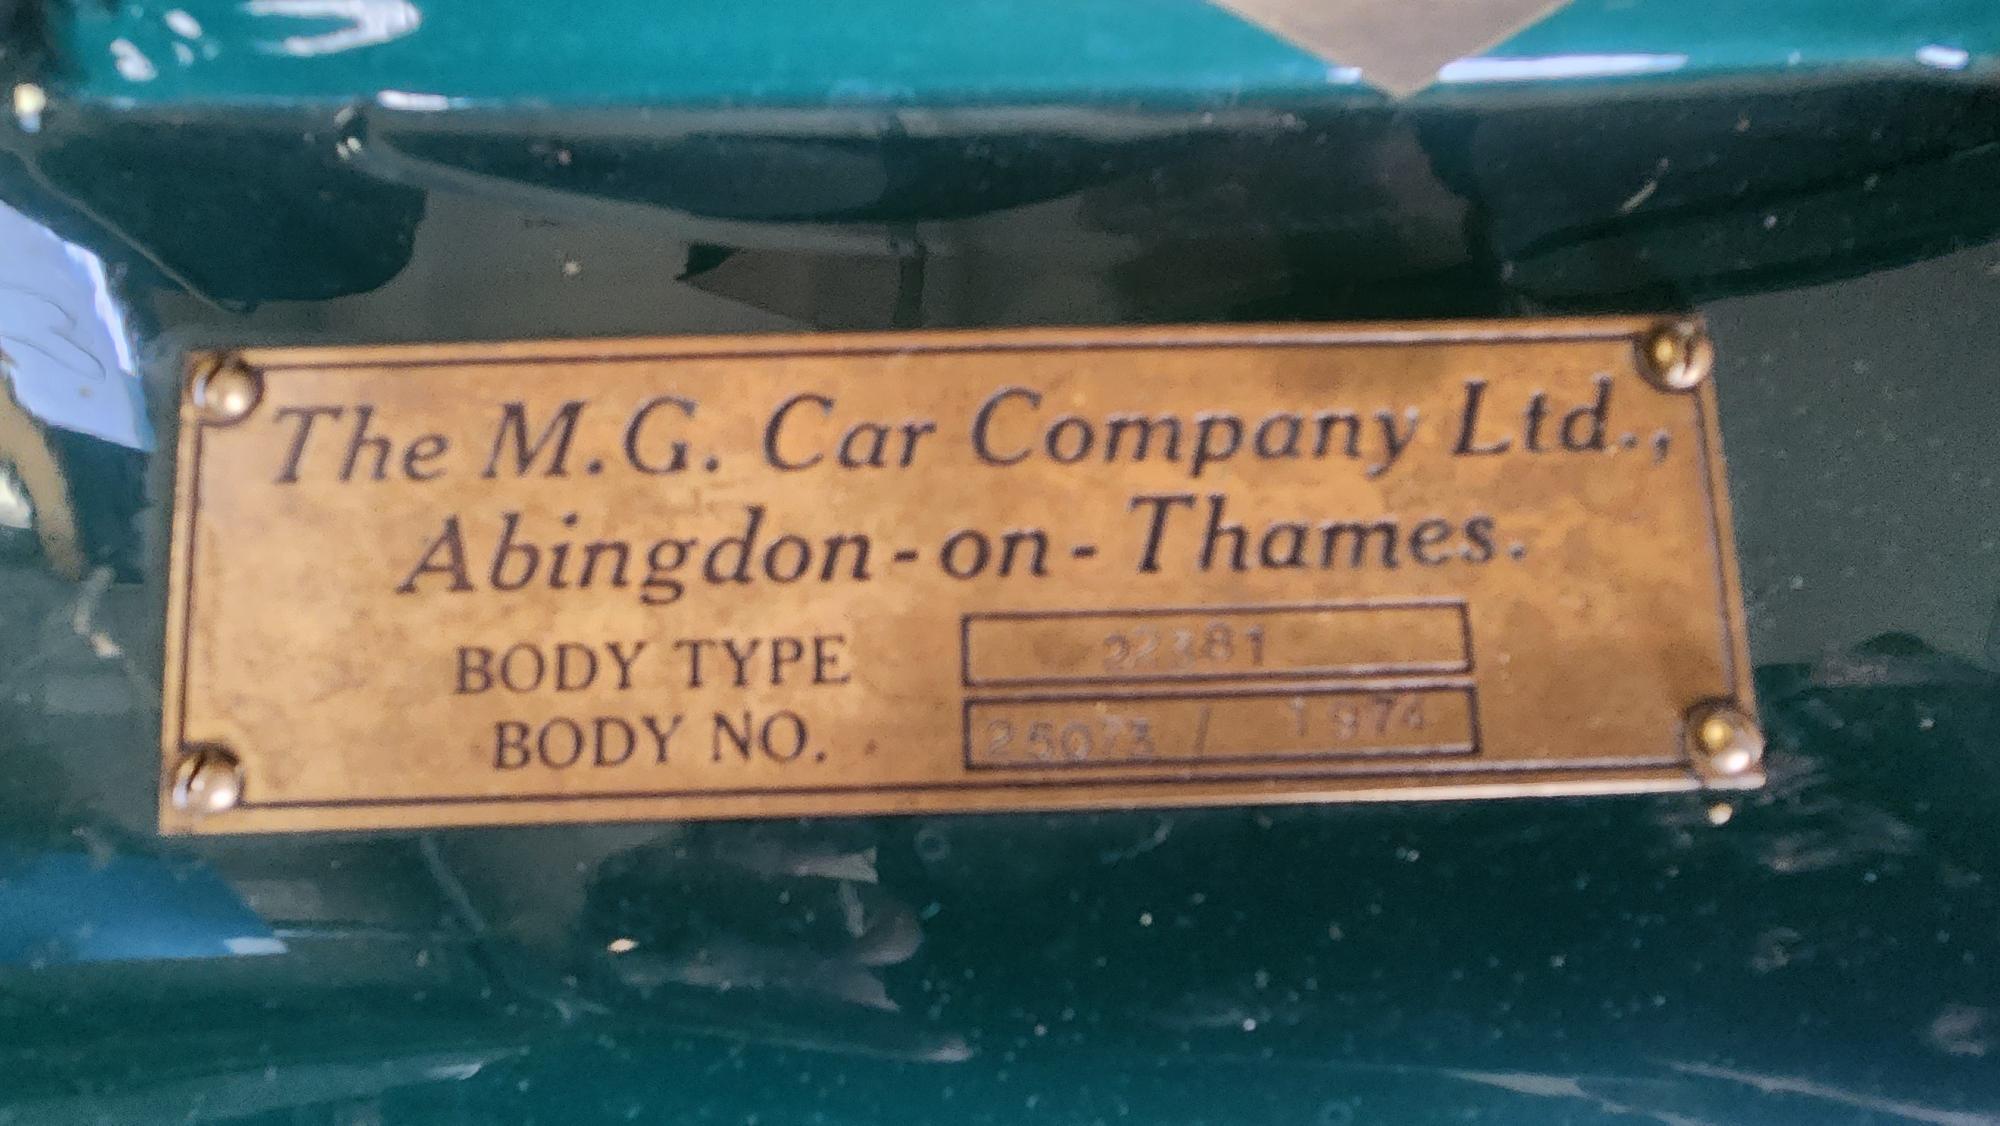 The M.G. Car Company Ltd.,
Abingdon-on-Thames.
BODY TYPE 22381
BODY NO. 25073 / 1974